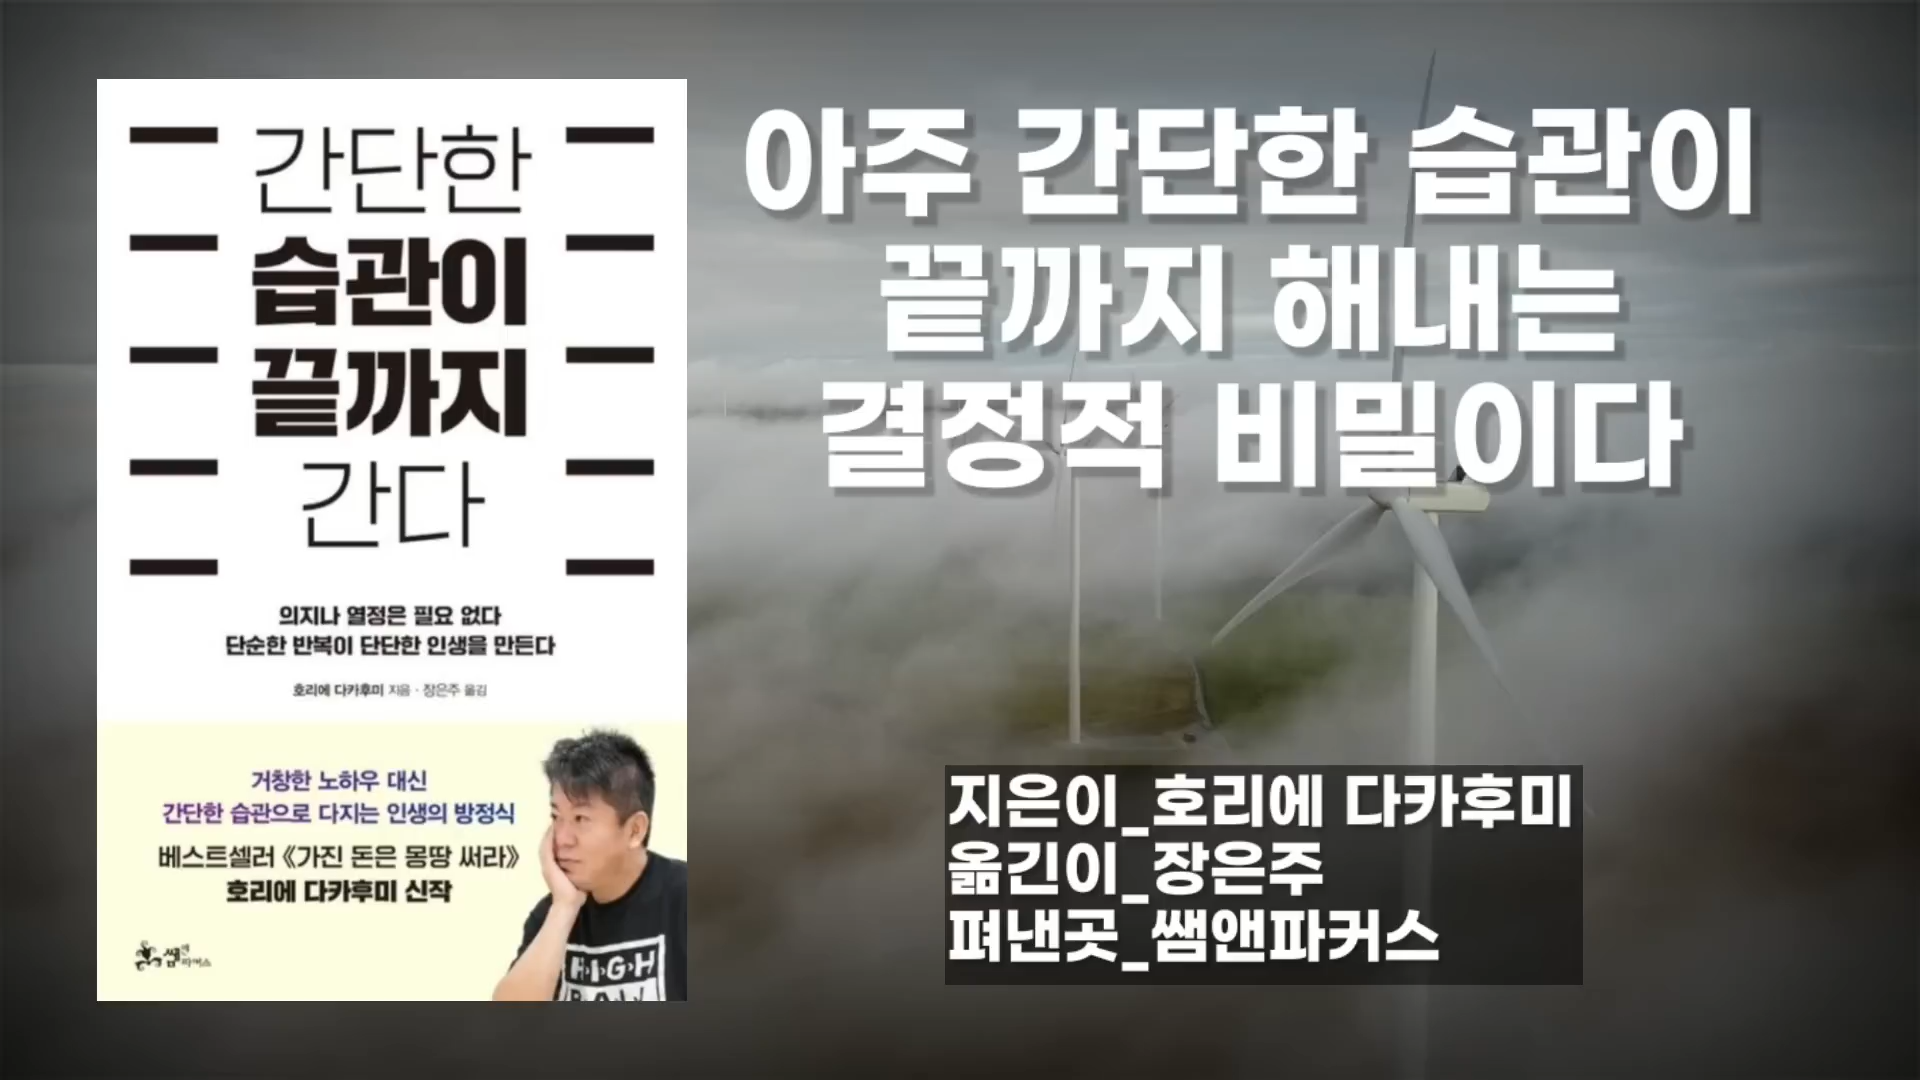 간단한
습관이
끝까지
간다
의지나 열정은 필요 없다
단순한 반복이 단단한 인생을 만든다
호리에 다카후미 지음 · 장은주 옮김
거창한 노하우 대신
간단한 습관으로 다지는 인생의 방정식
베스트셀러 《가진 돈은 몽땅 써라》
호리에 다카후미 신작
쌤앤파커스
HIGH
아주 간단한 습관이
끝까지 해내는
결정적 비밀이다
지은이_호리에 다카후미
옮긴이_장은주
펴낸곳_쌤앤파커스